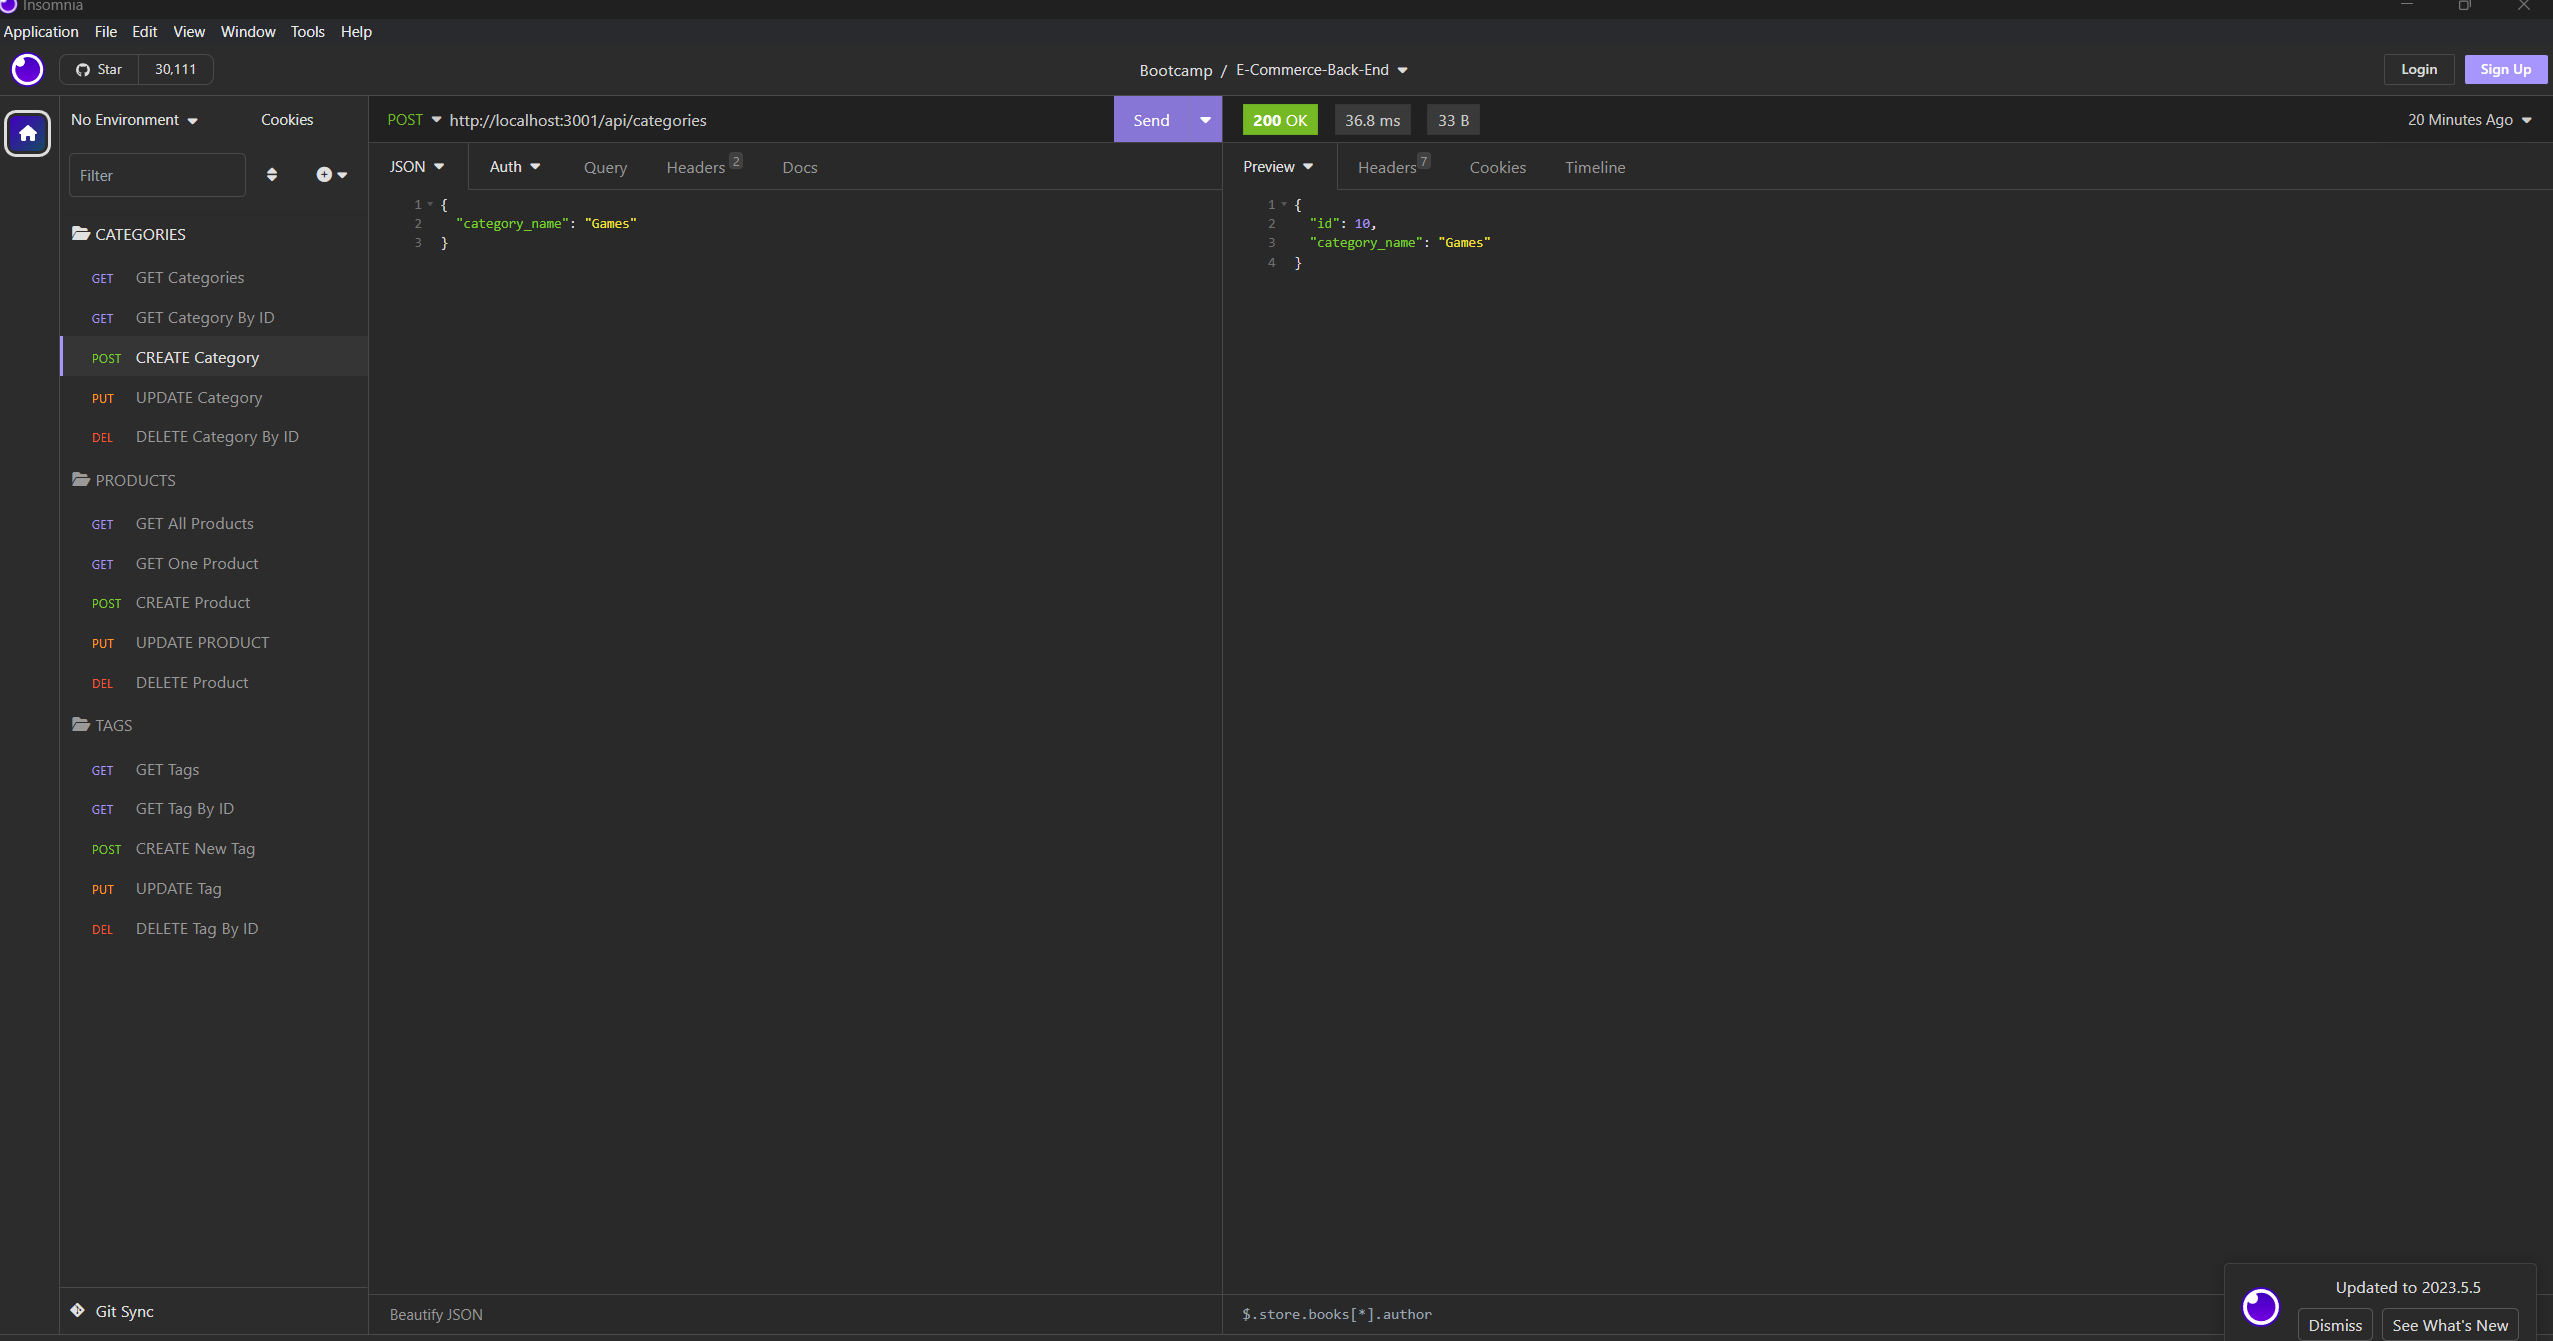 Insomnia
Application File Edit View Window Tools Help
Star 30,111
Bootcamp / E-Commerce-Back-End
Login Sign Up
No Environment Cookies
POST http://localhost:3001/api/categories
Send
200 OK 36.8 ms 33 B
20 Minutes Ago
Filter
JSON Auth Query Headers 2 Docs
Preview Headers 7 Cookies Timeline
CATEGORIES
GET GET Categories
GET GET Category By ID
POST CREATE Category
PUT UPDATE Category
DEL DELETE Category By ID
PRODUCTS
GET GET All Products
GET GET One Product
POST CREATE Product
PUT UPDATE PRODUCT
DEL DELETE Product
TAGS
GET GET Tags
GET GET Tag By ID
POST CREATE New Tag
PUT UPDATE Tag
DEL DELETE Tag By ID
Git Sync
1 {
2 "category_name": "Games"
3 }
Beautify JSON
1 {
2 "id": 10,
3 "category_name": "Games"
4 }
$.store.books[*].author
Updated to 2023.5.5
Dismiss See What's New